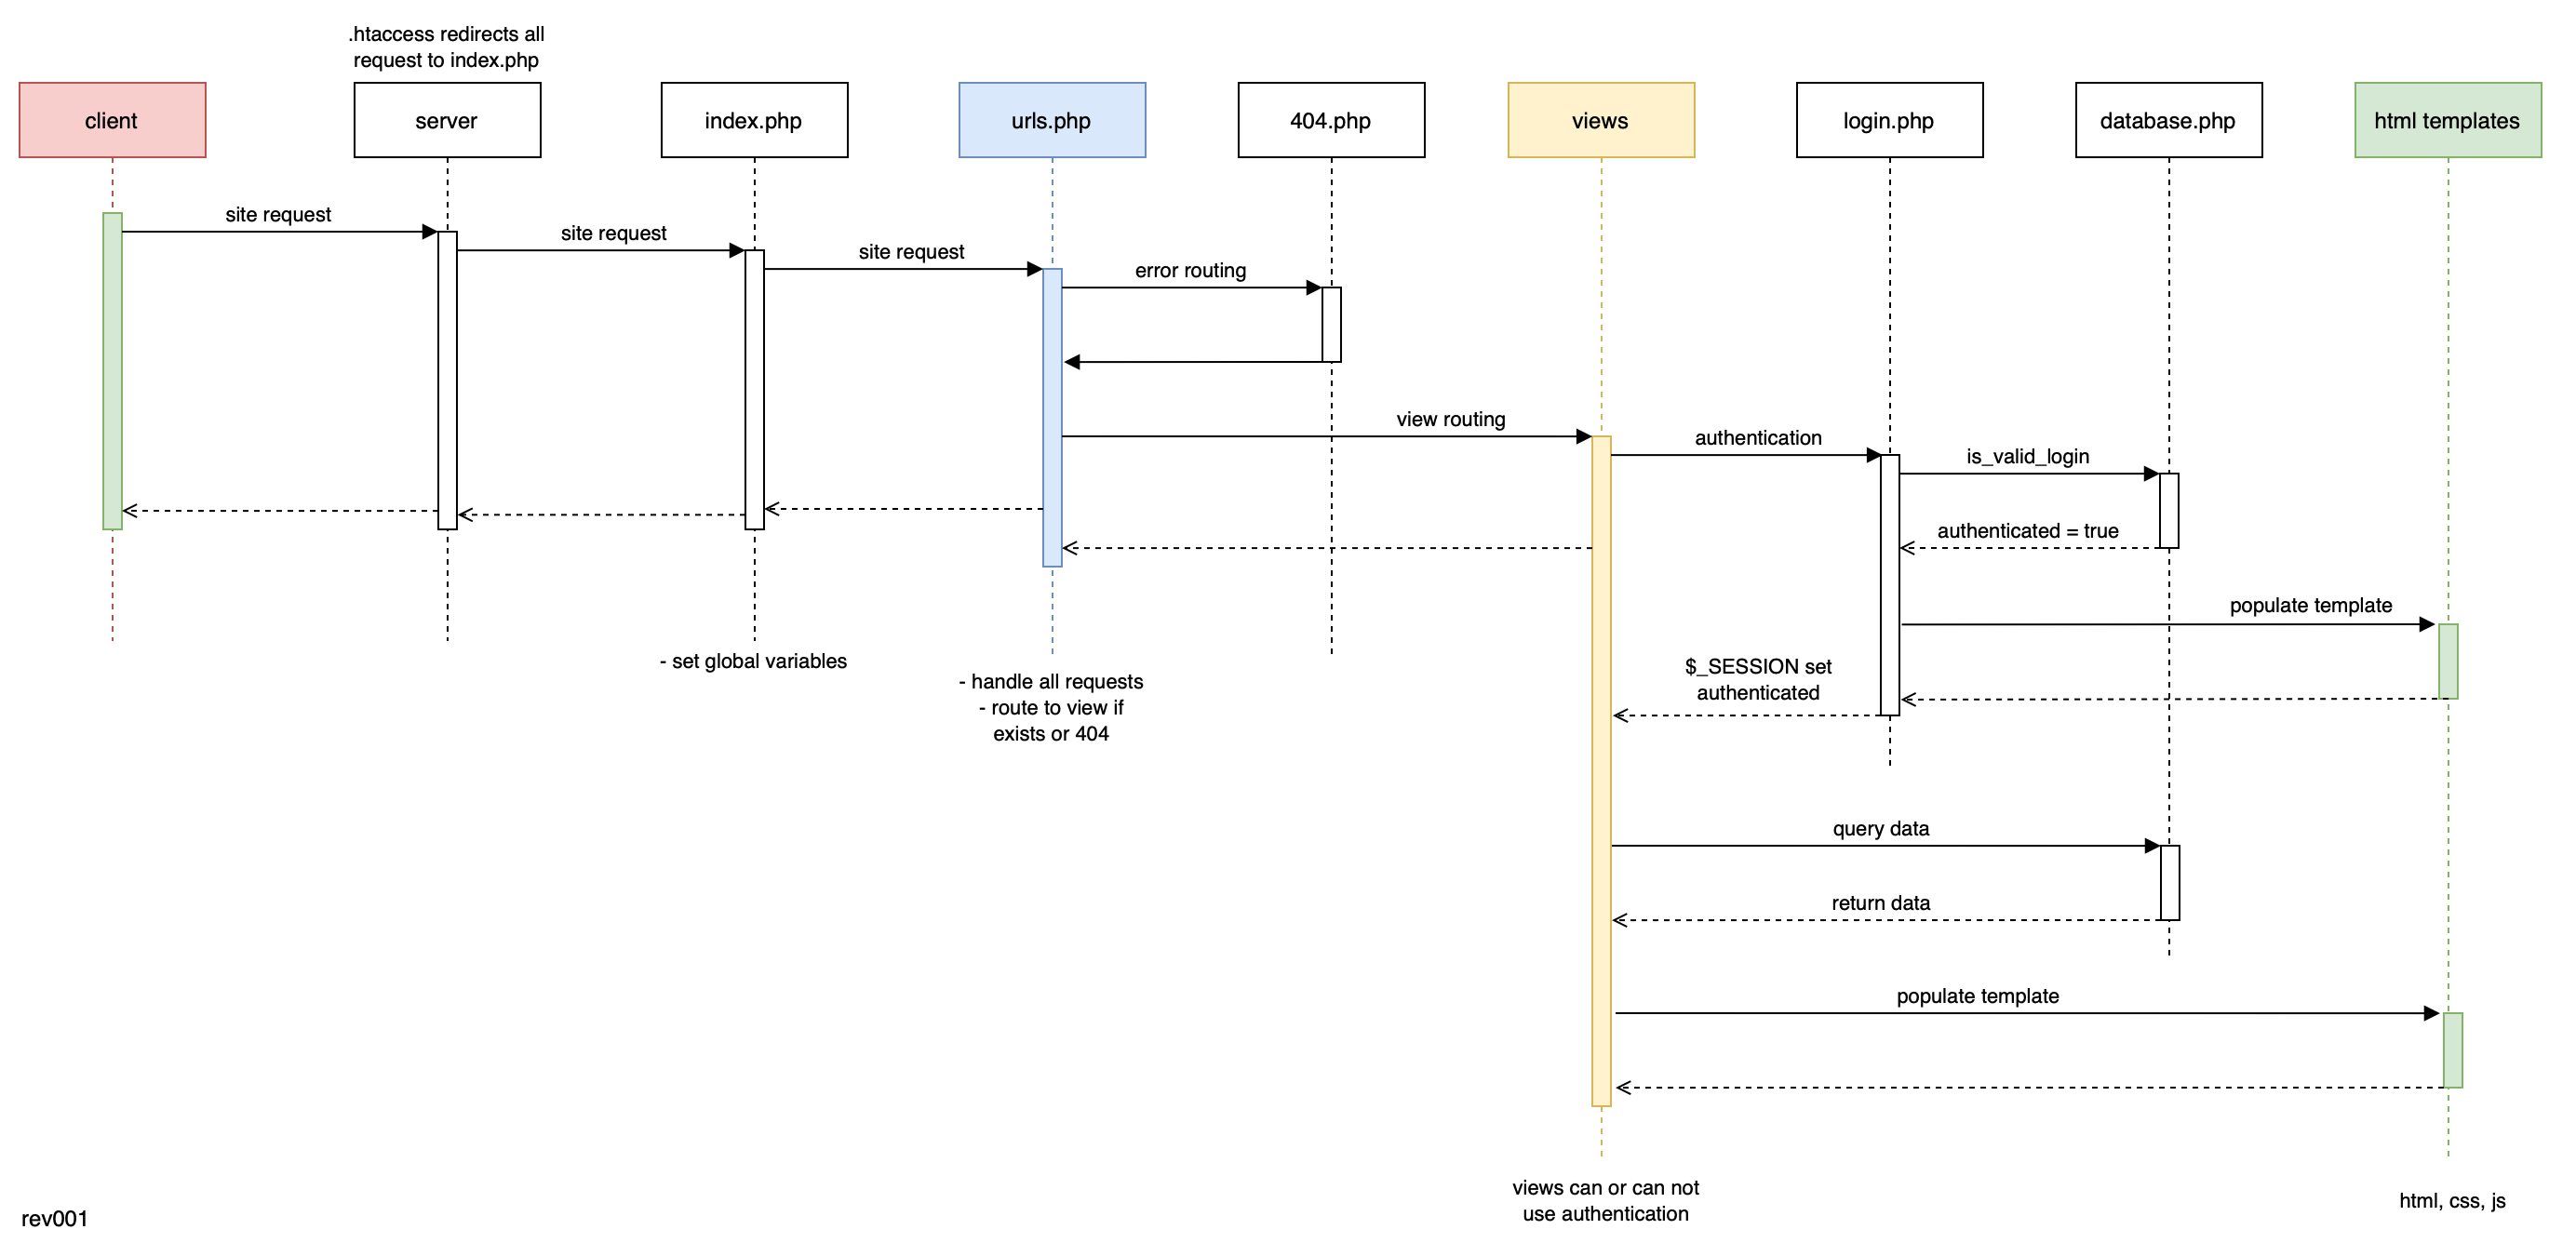 .htaccess redirects all
request to index.php
client
server
index.php
urls.php
404.php
views
login.php
database.php
html templates
site request
site request
site request
error routing
view routing
authentication
is_valid_login
authenticated = true
populate template
$_SESSION set
authenticated
- set global variables
- handle all requests
- route to view if
exists or 404
query data
return data
populate template
views can or can not
use authentication
html, css, js
rev001